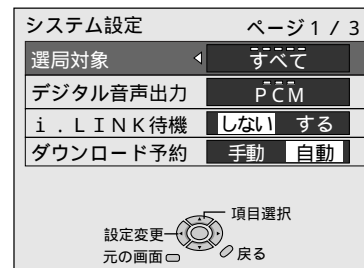 システム設定 ページ1 / 3
選局対象 すべて
デジタル音声出力 PCM
i.LINK待機 しない する
ダウンロード予約 手動 自動
項目選択
設定変更
元の画面 戻る